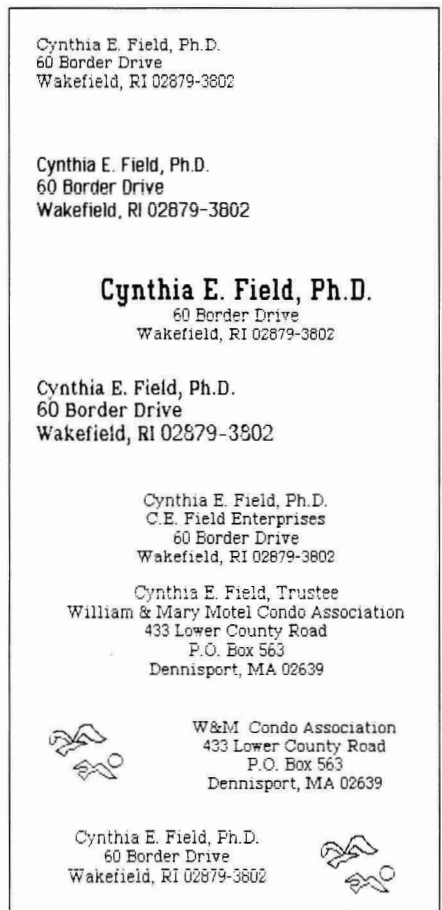 Cynthia E. Field, Ph.D.
60 Border Drive
Wakefield, RI 02879-3802
Cynthia E. Field, Ph.D.
60 Border Drive
Wakefield, RI 02879-3802
Cynthia E. Field, Ph.D.
60 Border Drive
Wakefield, RI 02879-3802
Cynthia E. Field, Ph.D.
60 Border Drive
Wakefield, RI 02879-3802
Cynthia E. Field, Ph.D.
C.E. Field Enterprises
60 Border Drive
Wakefield, RI 02879-3802
Cynthia E. Field, Trustee
William & Mary Motel Condo Association
433 Lower County Road
P.O. Box 563
Dennisport, MA 02639
W&M Condo Association
433 Lower County Road
P.O. Box 563
Dennisport, MA 02639
Cynthia E. Field, Ph.D.
60 Border Drive
Wakefield, RI 02879-3802